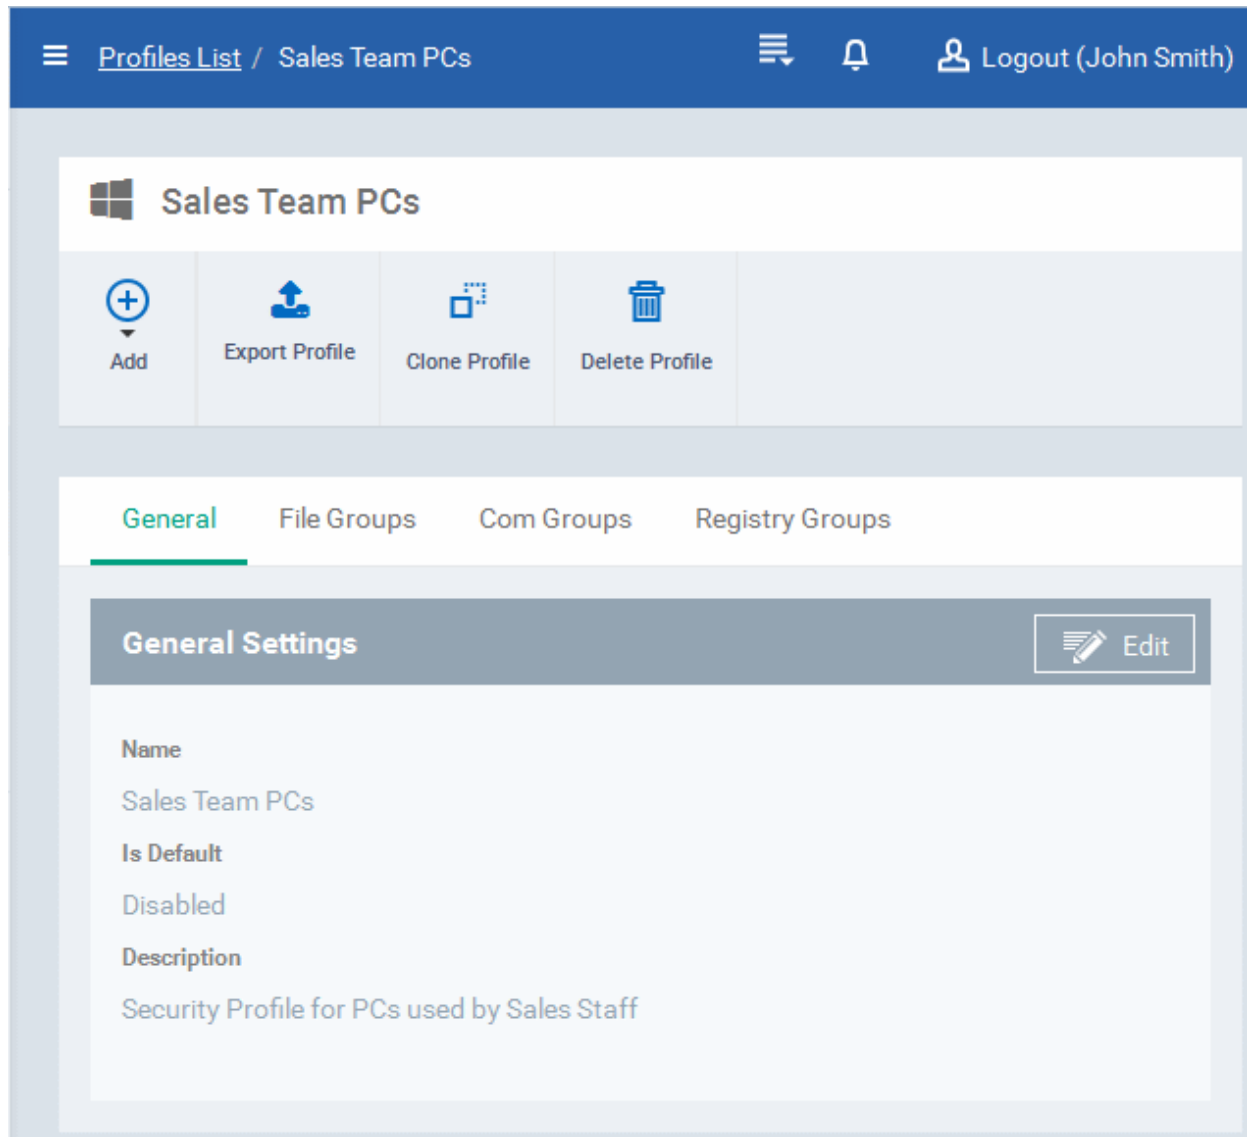 Profiles List / Sales Team PCs
Logout (John Smith)
Sales Team PCs
Add
Export Profile
Clone Profile
Delete Profile
General
File Groups
Com Groups
Registry Groups
General Settings
Edit
Name
Sales Team PCs
Is Default
Disabled
Description
Security Profile for PCs used by Sales Staff